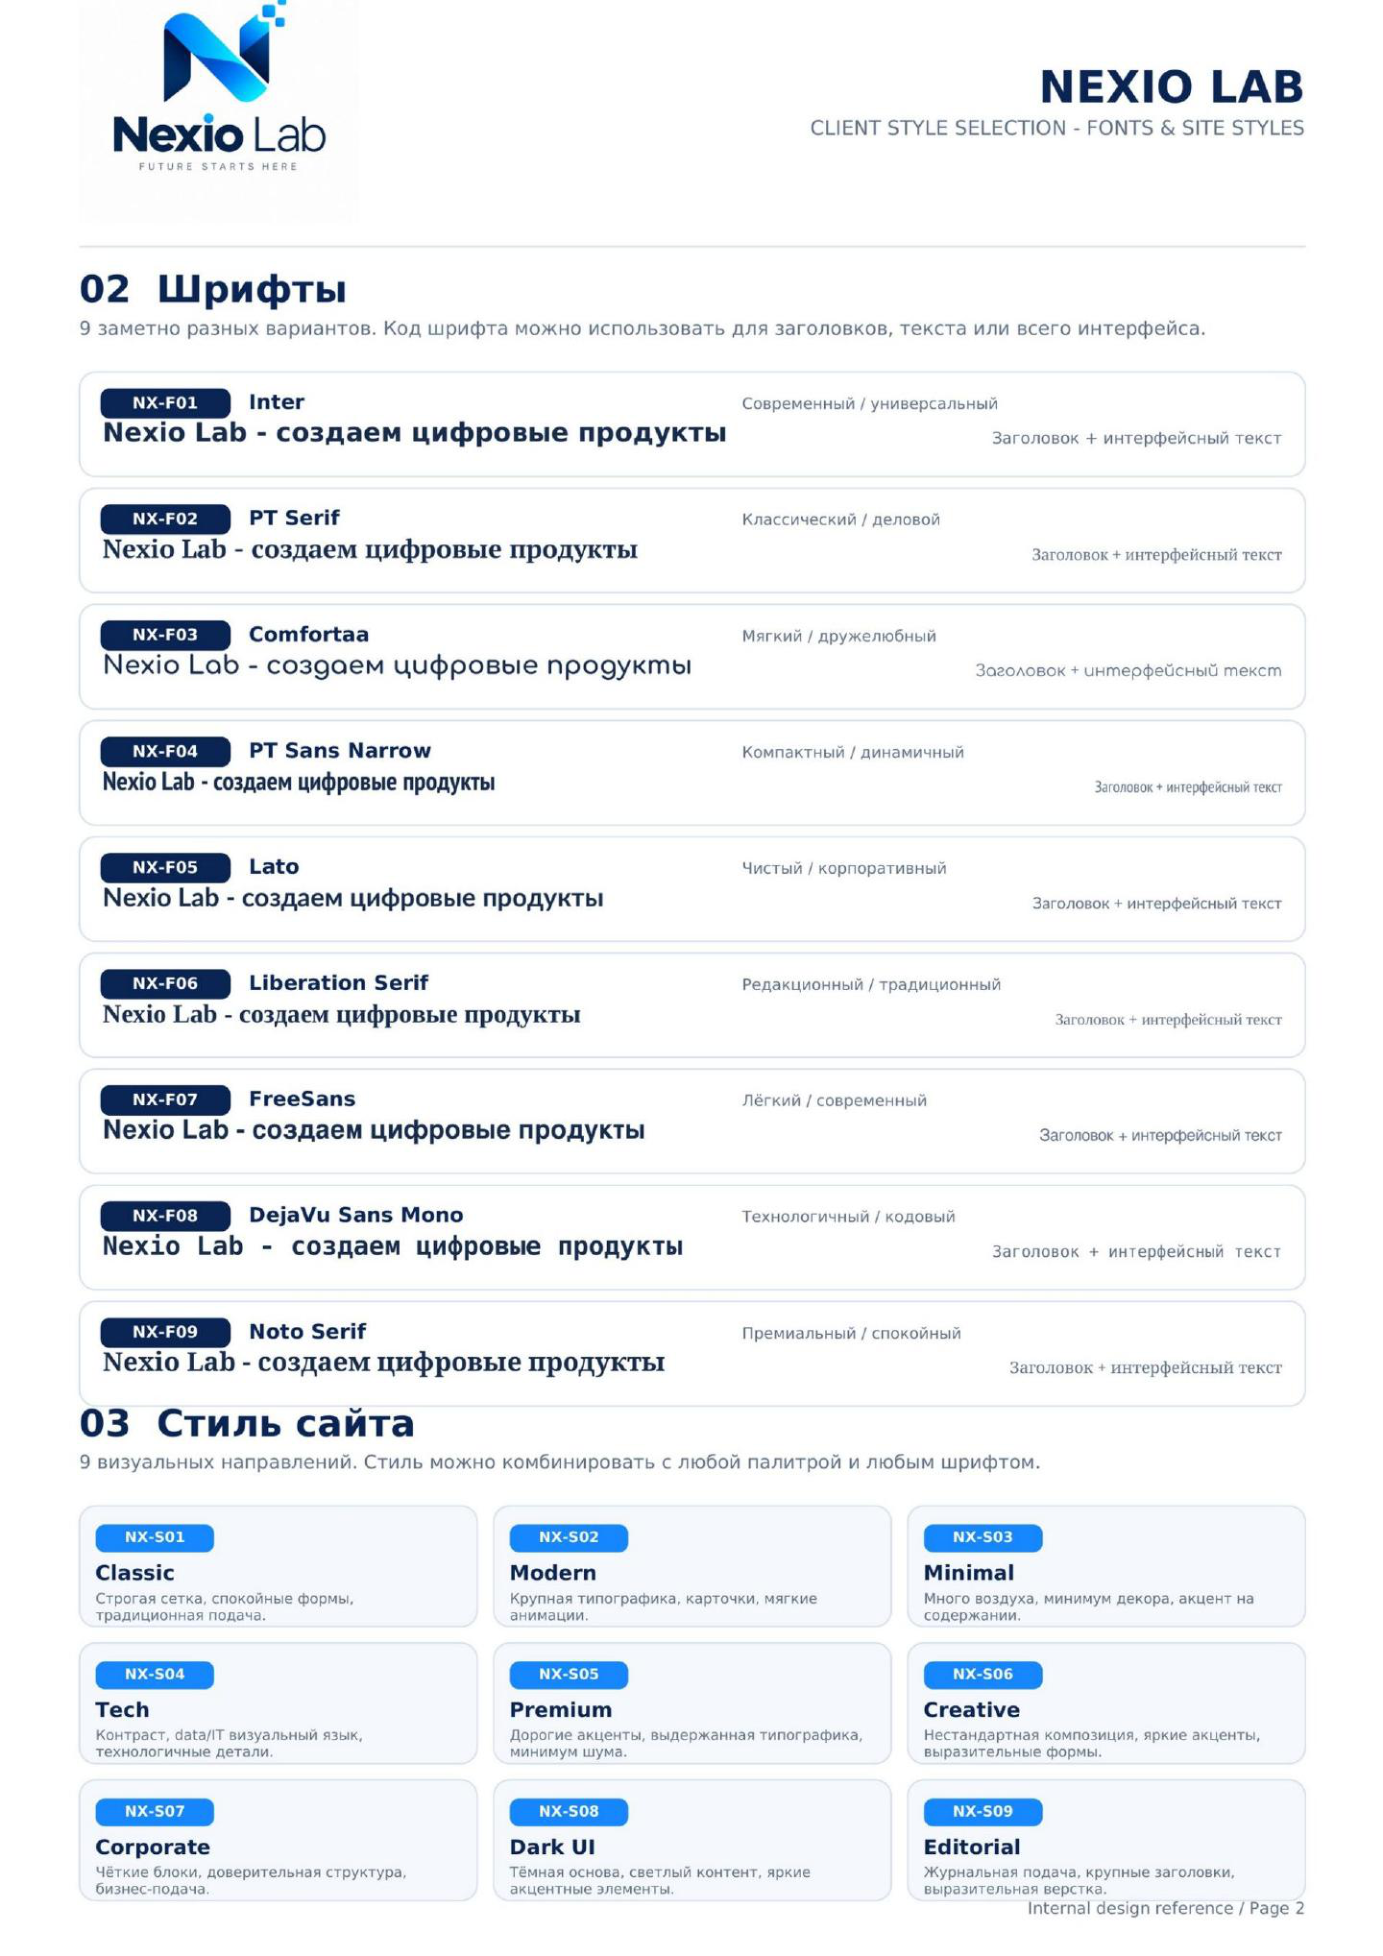 Nexio Lab
FUTURE STARTS HERE
NEXIO LAB
CLIENT STYLE SELECTION - FONTS & SITE STYLES
02 Шрифты
9 заметно разных вариантов. Код шрифта можно использовать для заголовков, текста или всего интерфейса.
NX-F01 Inter Современный / универсальный
Nexio Lab - создаем цифровые продукты Заголовок + интерфейсный текст
NX-F02 PT Serif Классический / деловой
Nexio Lab - создаем цифровые продукты Заголовок + интерфейсный текст
NX-F03 Comfortaa Мягкий / дружелюбный
Nexio Lab - создаем цифровые продукты Заголовок + интерфейсный текст
NX-F04 PT Sans Narrow Компактный / динамичный
Nexio Lab - создаем цифровые продукты Заголовок + интерфейсный текст
NX-F05 Lato Чистый / корпоративный
Nexio Lab - создаем цифровые продукты Заголовок + интерфейсный текст
NX-F06 Liberation Serif Редакционный / традиционный
Nexio Lab - создаем цифровые продукты Заголовок + интерфейсный текст
NX-F07 FreeSans Лёгкий / современный
Nexio Lab - создаем цифровые продукты Заголовок + интерфейсный текст
NX-F08 DejaVu Sans Mono Технологичный / кодовый
Nexio Lab - создаем цифровые продукты Заголовок + интерфейсный текст
NX-F09 Noto Serif Премиальный / спокойный
Nexio Lab - создаем цифровые продукты Заголовок + интерфейсный текст
03 Стиль сайта
9 визуальных направлений. Стиль можно комбинировать с любой палитрой и любым шрифтом.
NX-S01
Classic
Строгая сетка, спокойные формы,
традиционная подача.
NX-S02
Modern
Крупная типографика, карточки, мягкие
анимации.
NX-S03
Minimal
Много воздуха, минимум декора, акцент на
содержании.
NX-S04
Tech
Контраст, data/IT визуальный язык,
технологичные детали.
NX-S05
Premium
Дорогие акценты, выдержанная типографика,
минимум шума.
NX-S06
Creative
Нестандартная композиция, яркие акценты,
выразительные формы.
NX-S07
Corporate
Чёткие блоки, доверительная структура,
бизнес-подача.
NX-S08
Dark UI
Тёмная основа, светлый контент, яркие
акцентные элементы.
NX-S09
Editorial
Журнальная подача, крупные заголовки,
выразительная верстка.
Internal design reference / Page 2